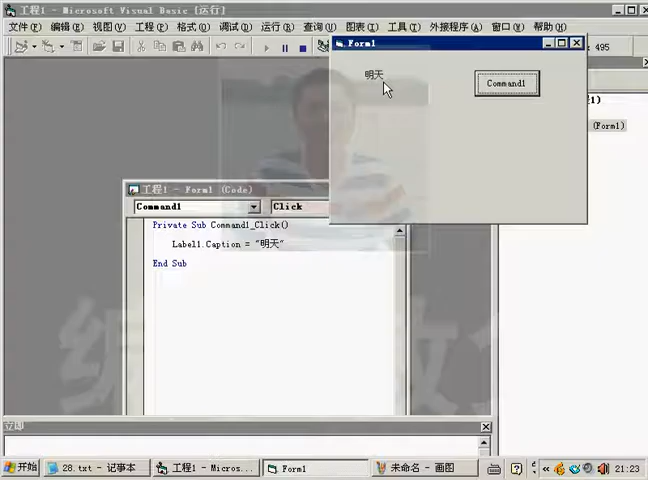 工程1 - Microsoft Visual Basic [运行]
文件(F) 编辑(E) 视图(V) 工程(P) 格式(O) 调试(D) 运行(R) 查询(U) 图表(I) 工具(T) 外接程序(A) 窗口(W) 帮助(H)
495
Form1
明天
Command1
(Form1)
工程1 - Form1 (Code)
Command1
Click
Private Sub Command1_Click()
Label1.Caption = "明天"
End Sub
立即
开始
28.txt - 记事本
工程1 - Micros...
Form1
未命名 - 画图
21:23